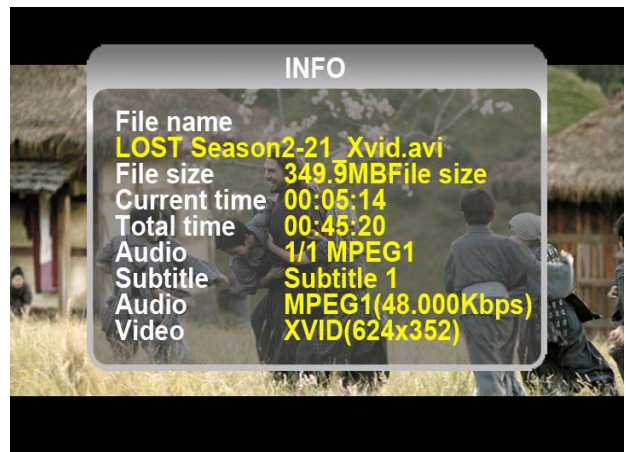 INFO
File name
LOST Season2-21_Xvid.avi
File size 349.9MBFile size
Current time 00:05:14
Total time 00:45:20
Audio 1/1 MPEG1
Subtitle Subtitle 1
Audio MPEG1(48.000Kbps)
Video XVID(624x352)